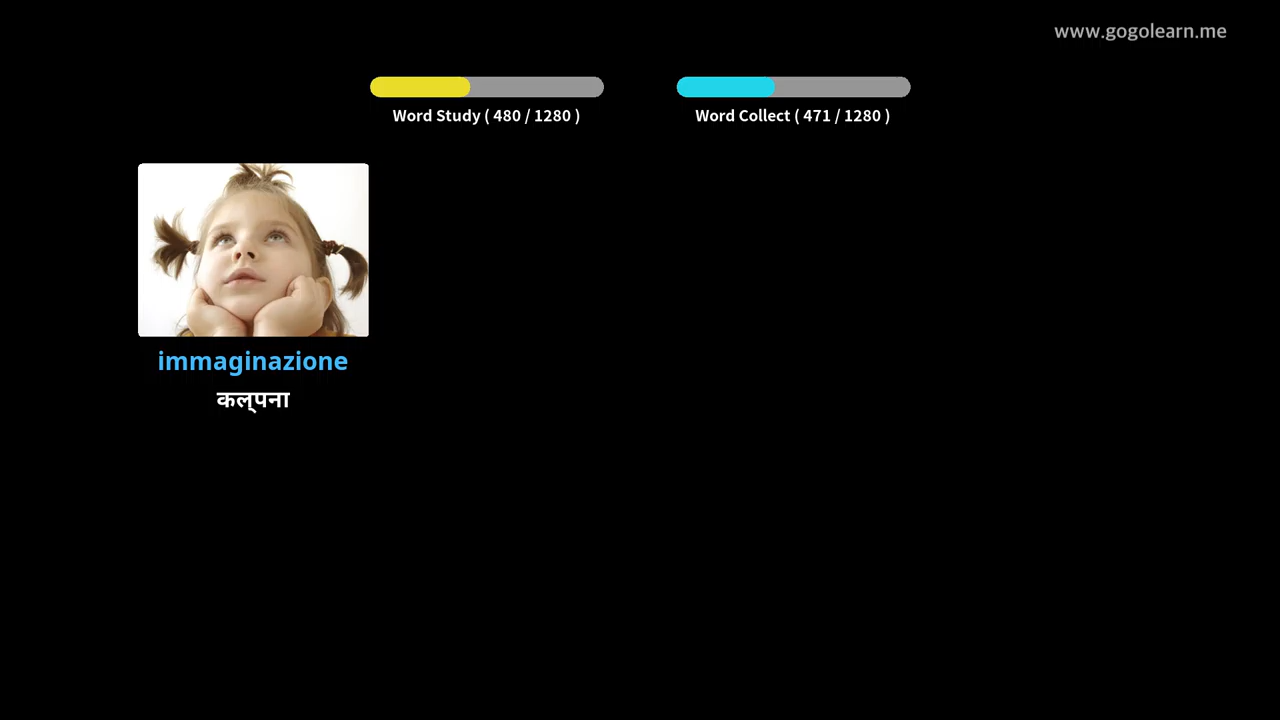 www.gogolearn.me
Word Study ( 480 / 1280 )
Word Collect ( 471 / 1280 )
immaginazione
कल्पना